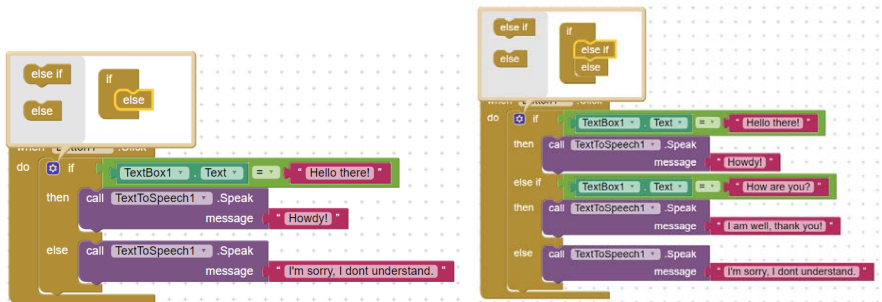 else if
if
else
else
when Button1 .Click
do if TextBox1 . Text = " Hello there! "
then call TextToSpeech1 .Speak
message " Howdy! "
else call TextToSpeech1 .Speak
message " I'm sorry, I dont understand. "
else if
if
else if
else
else
when Button1 .Click
do if TextBox1 . Text = " Hello there! "
then call TextToSpeech1 .Speak
message " Howdy! "
else if TextBox1 . Text = " How are you? "
then call TextToSpeech1 .Speak
message " I am well, thank you! "
else call TextToSpeech1 .Speak
message " I'm sorry, I dont understand. "